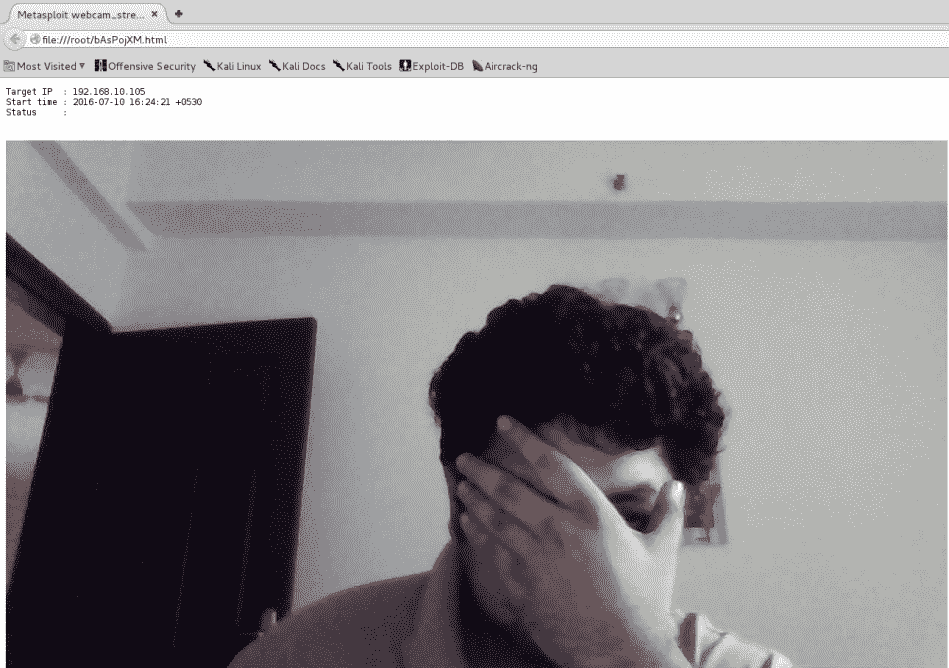 Metasploit webcam_stre...
file:///root/bAsPojXM.html
Most Visited Offensive Security Kali Linux Kali Docs Kali Tools Exploit-DB Aircrack-ng
Target IP : 192.168.10.105
Start time : 2016-07-10 16:24:21 +0530
Status :